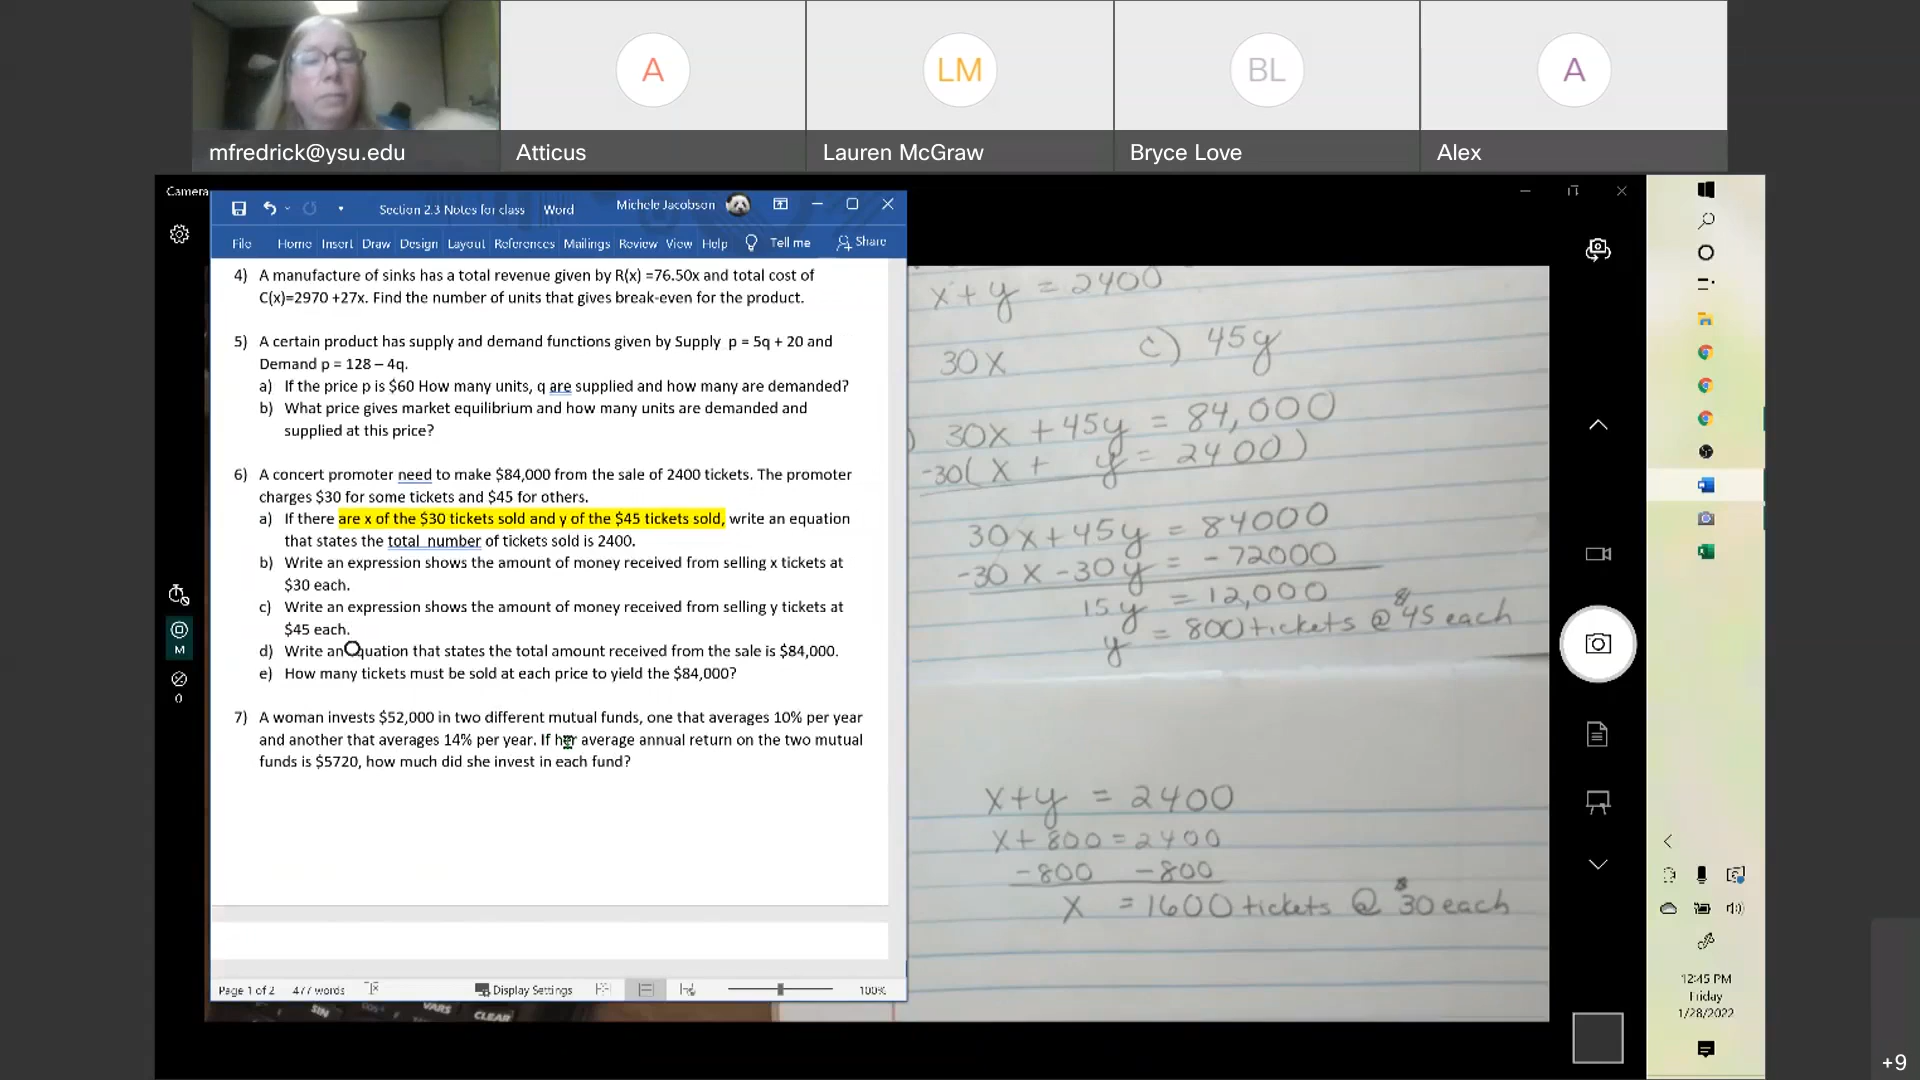 A
LM
BL
A
mfredrick@ysu.edu
Atticus
Lauren McGraw
Bryce Love
Alex
Camera
Section 2.3 Notes for class Word
Michele Jacobson
File Home Insert Draw Design Layout References Mailings Review View Help Tell me Share
4) A manufacture of sinks has a total revenue given by R(x) =76.50x and total cost of
C(x)=2970 +27x. Find the number of units that gives break-even for the product.
5) A certain product has supply and demand functions given by Supply p = 5q + 20 and
Demand p = 128 – 4q.
a) If the price p is $60 How many units, q are supplied and how many are demanded?
b) What price gives market equilibrium and how many units are demanded and
supplied at this price?
6) A concert promoter need to make $84,000 from the sale of 2400 tickets. The promoter
charges $30 for some tickets and $45 for others.
a) If there are x of the $30 tickets sold and y of the $45 tickets sold, write an equation
that states the total number of tickets sold is 2400.
b) Write an expression shows the amount of money received from selling x tickets at
$30 each.
c) Write an expression shows the amount of money received from selling y tickets at
$45 each.
d) Write an equation that states the total amount received from the sale is $84,000.
e) How many tickets must be sold at each price to yield the $84,000?
7) A woman invests $52,000 in two different mutual funds, one that averages 10% per year
and another that averages 14% per year. If her average annual return on the two mutual
funds is $5720, how much did she invest in each fund?
Page 1 of 2 477 words Display Settings 100%
x+y = 2400
30x c) 45y
) 30x +45y = 84,000
-30( x + y = 2400)
30x+45y = 84000
-30x-30y = -72000
15y = 12,000
y = 800 tickets @ $45 each
x+y = 2400
x+800=2400
-800 -800
x = 1600 tickets @ $30 each
SIN
COS
VARS
CLEAR
M
0
12:45 PM
Friday
1/28/2022
+9